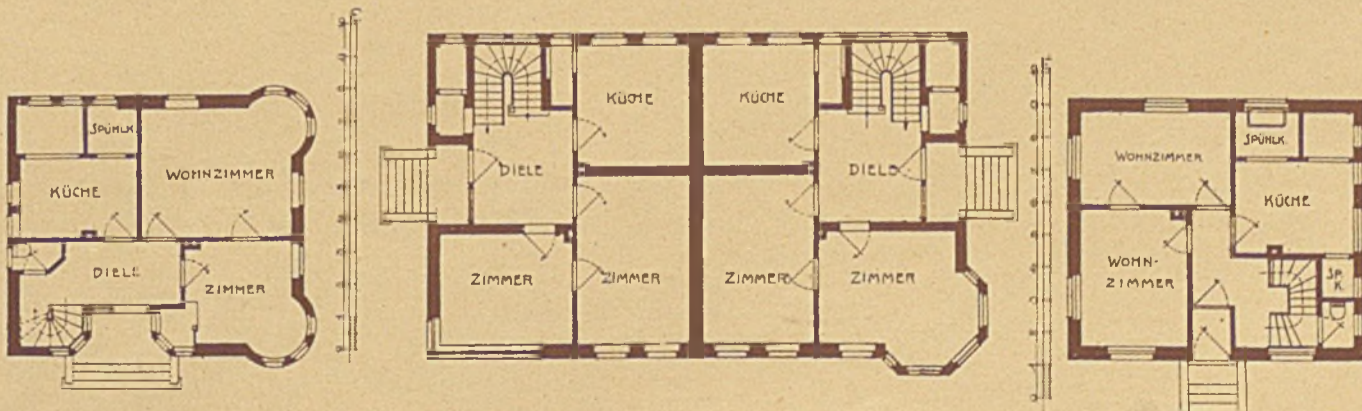 SPÜHLK.
KÜCHE
WOHNZIMMER
DIELE
ZIMMER
KÜCHE
DIELE
ZIMMER
ZIMMER
KÜCHE
DIELE
ZIMMER
ZIMMER
WOHNZIMMER
SPÜHLK.
KÜCHE
WOHN-
ZIMMER
SP.
K.